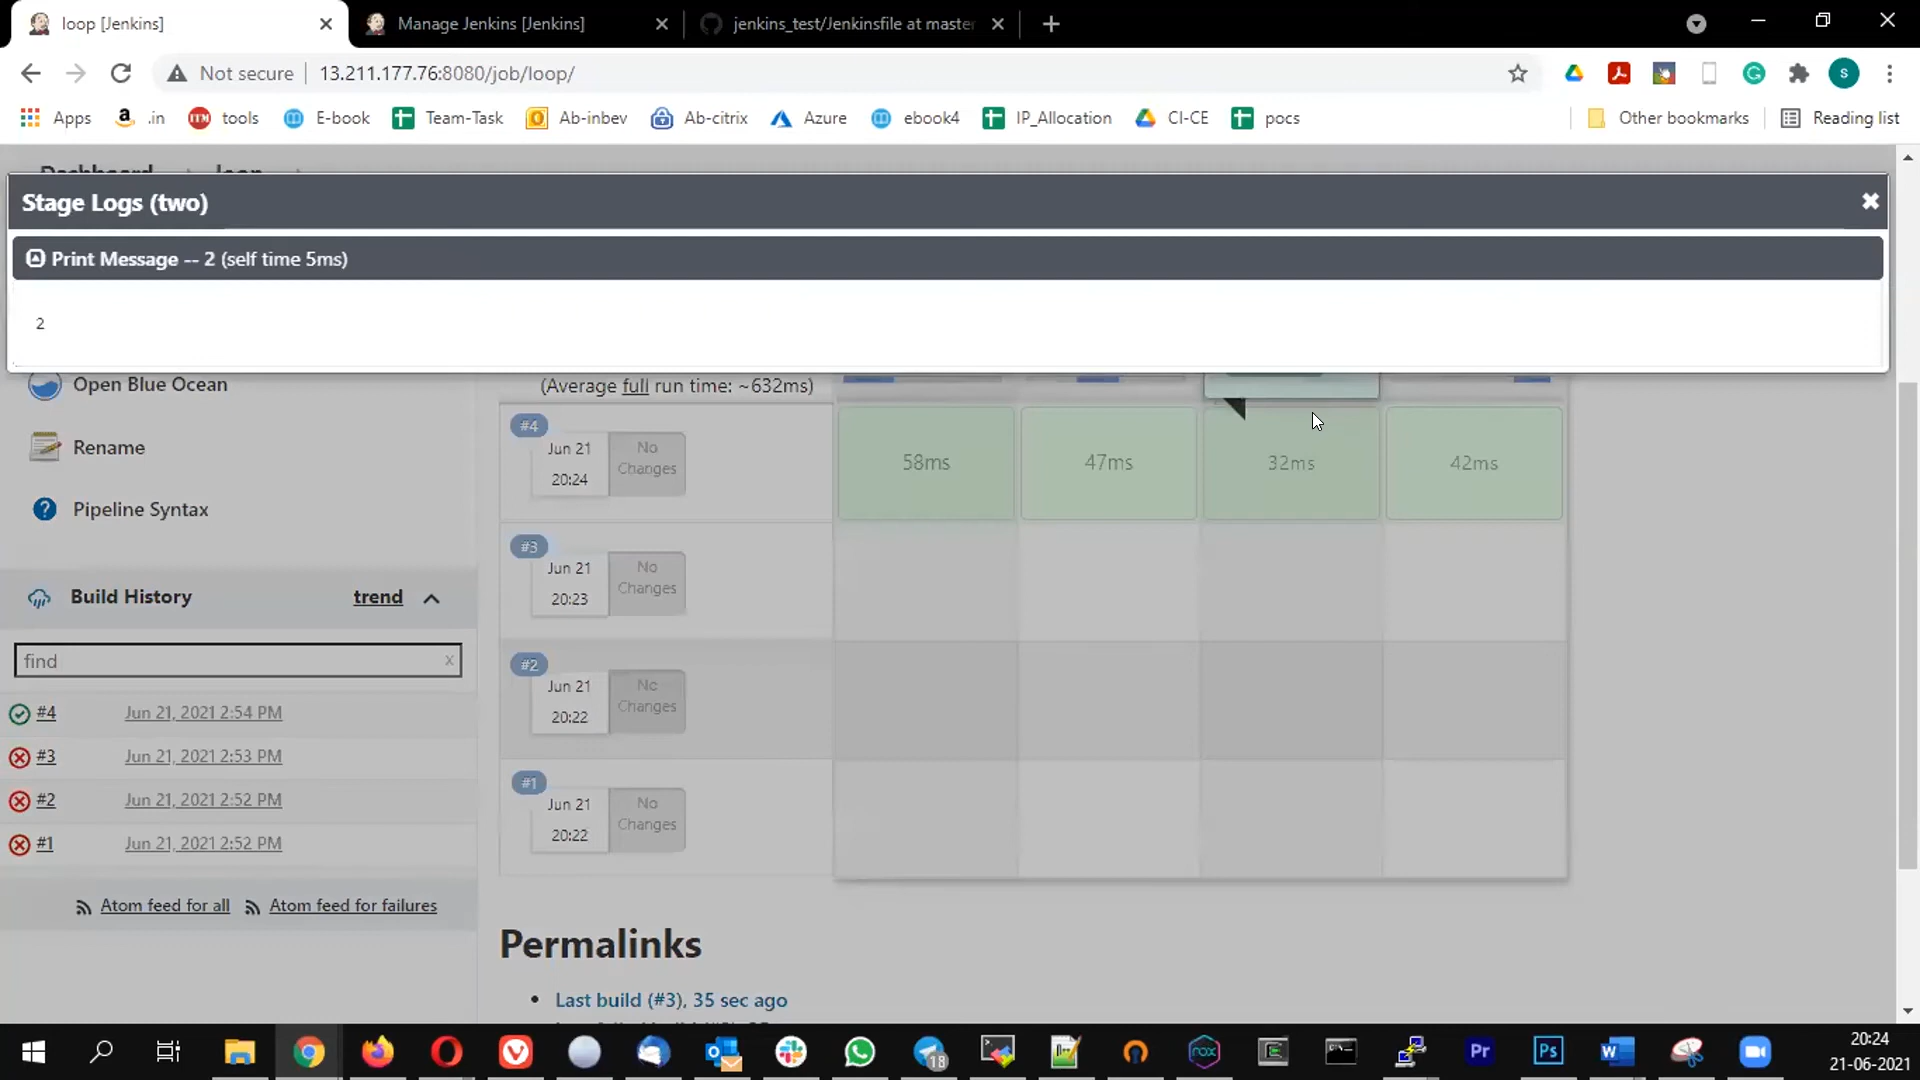 loop [Jenkins]
Manage Jenkins [Jenkins]
jenkins_test/Jenkinsfile at master
Not secure
13.211.177.76:8080/job/loop/
S
Apps
.in
tools
E-book
Team-Task
Ab-inbev
Ab-citrix
Azure
ebook4
IP_Allocation
CI-CE
pocs
Other bookmarks
Reading list
Dashboard
loop
Stage Logs (two)
Print Message -- 2 (self time 5ms)
2
Open Blue Ocean
(Average full run time: ~632ms)
#4
Jun 21
20:24
No
Changes
58ms
47ms
32ms
42ms
Rename
Pipeline Syntax
#3
Jun 21
20:23
No
Changes
Build History
trend
find
x
#2
Jun 21
20:22
No
Changes
#4
Jun 21, 2021 2:54 PM
#3
Jun 21, 2021 2:53 PM
#2
Jun 21, 2021 2:52 PM
#1
Jun 21, 2021 2:52 PM
#1
Jun 21
20:22
No
Changes
Atom feed for all
Atom feed for failures
Permalinks
Last build (#3), 35 sec ago
18
nox
Pr
Ps
20:24
21-06-2021